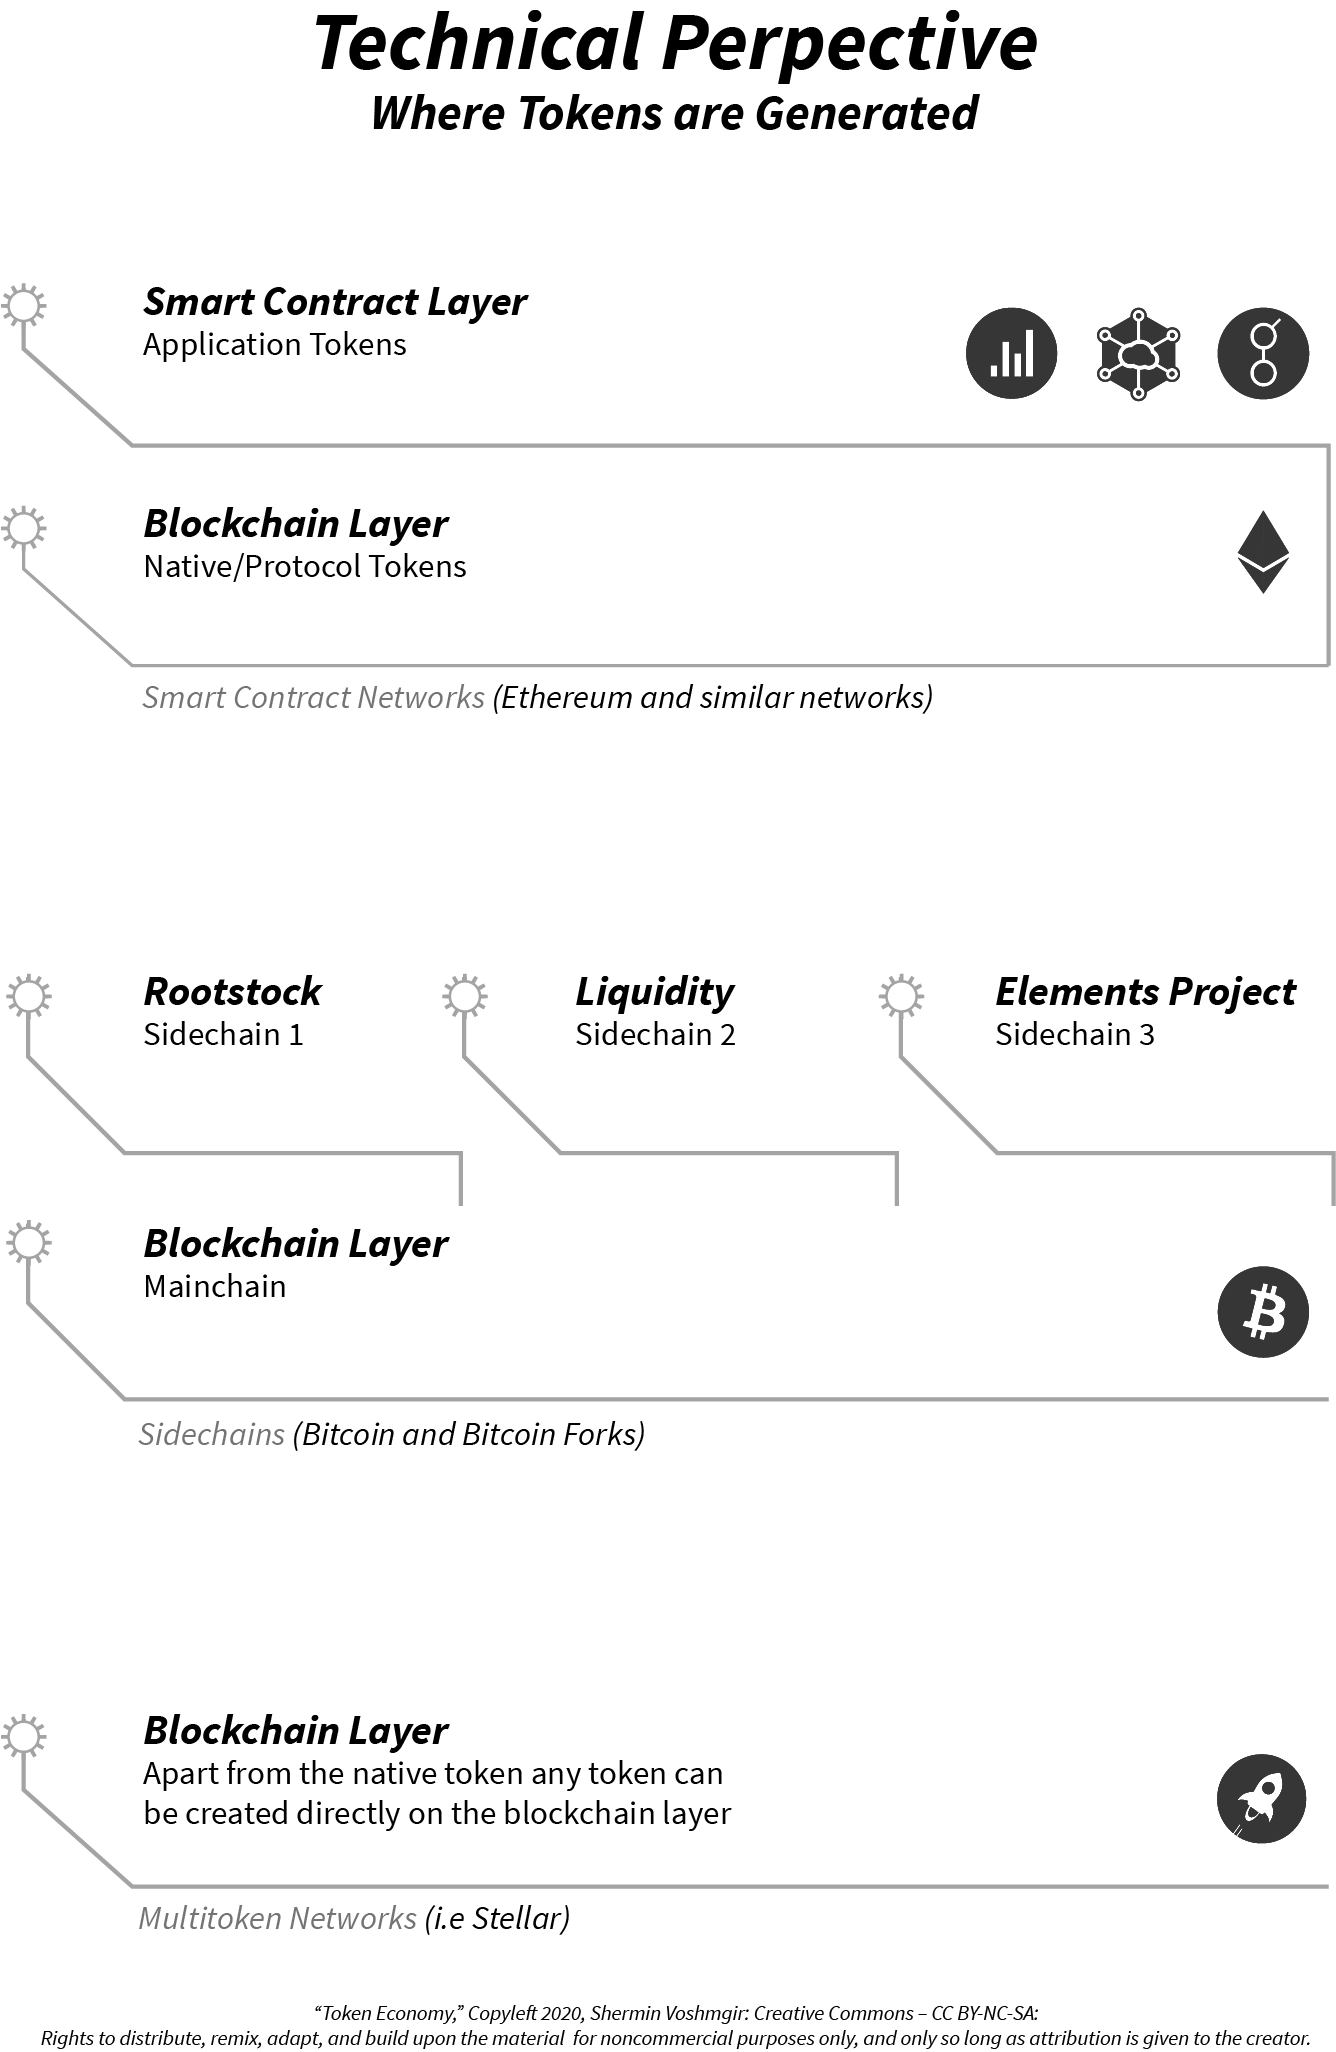 Technical Perpective
Where Tokens are Generated
Smart Contract Layer
Application Tokens
Blockchain Layer
Native/Protocol Tokens
Smart Contract Networks (Ethereum and similar networks)
Rootstock
Sidechain 1
Liquidity
Sidechain 2
Elements Project
Sidechain 3
Blockchain Layer
Mainchain
Sidechains (Bitcoin and Bitcoin Forks)
Blockchain Layer
Apart from the native token any token can
be created directly on the blockchain layer
Multitoken Networks (i.e Stellar)
“Token Economy,” Copyleft 2020, Shermin Voshmgir: Creative Commons – CC BY-NC-SA:
Rights to distribute, remix, adapt, and build upon the material for noncommercial purposes only, and only so long as attribution is given to the creator.